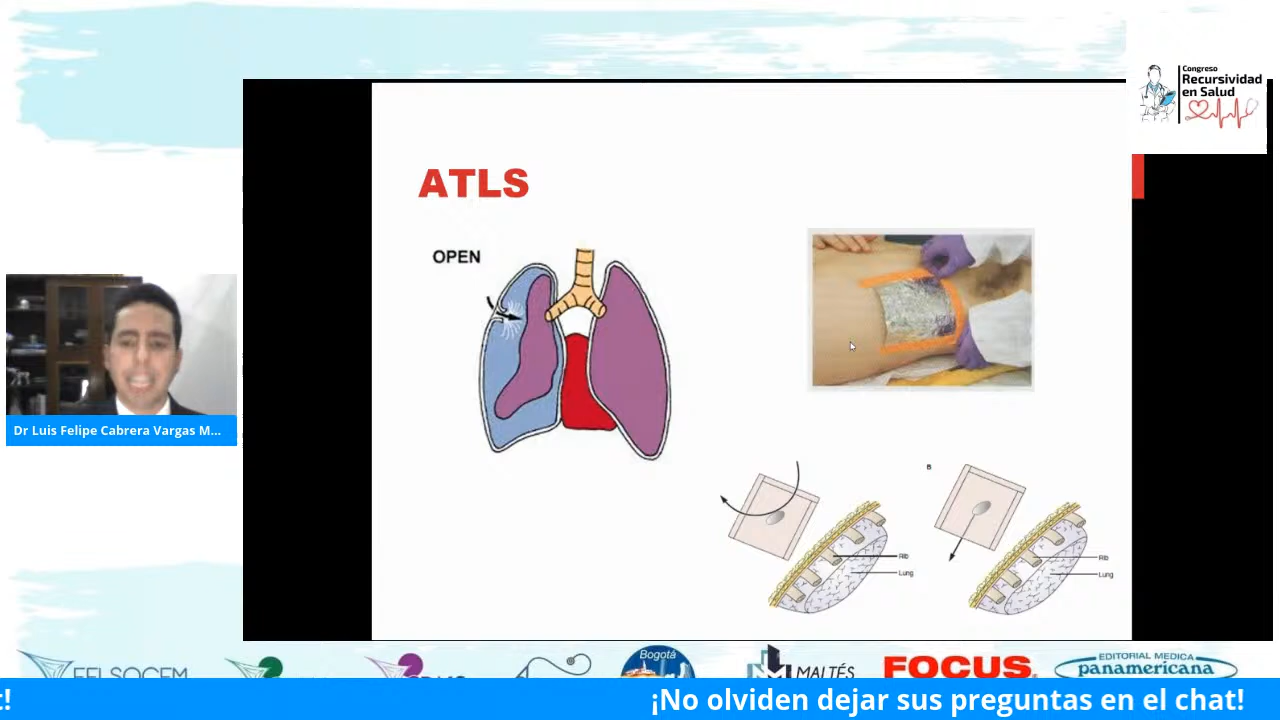 Congreso
Recursividad
en Salud
ATLS
OPEN
B
Rib
Lung
Rib
Lung
Dr Luis Felipe Cabrera Vargas M...
Bogotá
MALTÉS
FOCUS
EDITORIAL MEDICA
panamericana
¡No olviden dejar sus preguntas en el chat!